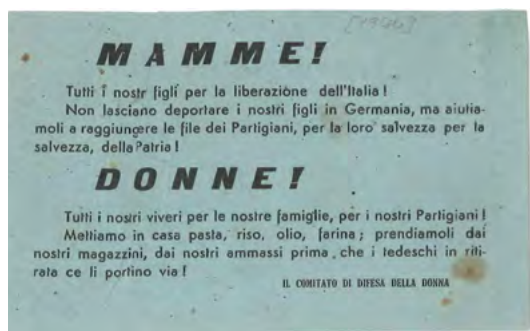 MAMME!
Tutti i nostr figli per la liberazione dell'Italia!
Non lasciano deportare i nostri figli in Germania, ma aiutia-
moli a raggiungere le file dei Partigiani, per la loro salvezza per la
salvezza, della Patria!
DONNE!
Tutti i nostri viveri per le nostre famiglie, per i nostri Partigiani!
Mettiamo in casa pasta, riso, olio, farina; prendiamoli dai
nostri magazzini, dai nostri ammassi prima che i tedeschi in riti-
rata ce li portino via!
IL COMITATO DI DIFESA DELLA DONNA